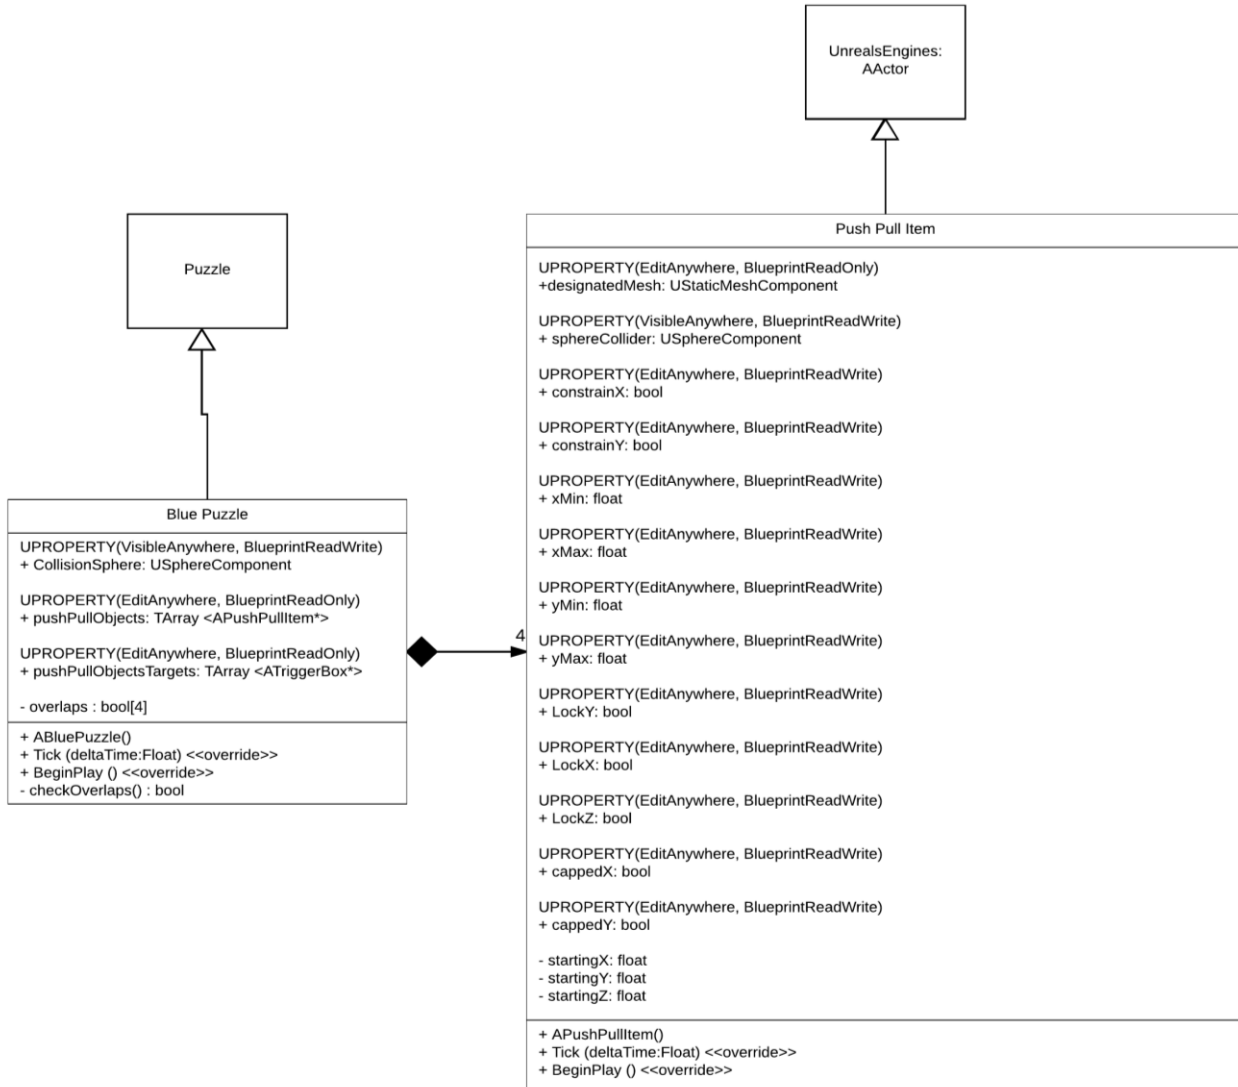 UnrealsEngines:
AActor
Puzzle
Blue Puzzle
UPROPERTY(VisibleAnywhere, BlueprintReadWrite)
+ CollisionSphere: USphereComponent
UPROPERTY(EditAnywhere, BlueprintReadOnly)
+ pushPullObjects: TArray <APushPullItem*>
UPROPERTY(EditAnywhere, BlueprintReadOnly)
+ pushPullObjectsTargets: TArray <ATriggerBox*>
- overlaps : bool[4]
+ ABluePuzzle()
+ Tick (deltaTime:Float) <<override>>
+ BeginPlay () <<override>>
- checkOverlaps() : bool
4
Push Pull Item
UPROPERTY(EditAnywhere, BlueprintReadOnly)
+designatedMesh: UStaticMeshComponent
UPROPERTY(VisibleAnywhere, BlueprintReadWrite)
+ sphereCollider: USphereComponent
UPROPERTY(EditAnywhere, BlueprintReadWrite)
+ constrainX: bool
UPROPERTY(EditAnywhere, BlueprintReadWrite)
+ constrainY: bool
UPROPERTY(EditAnywhere, BlueprintReadWrite)
+ xMin: float
UPROPERTY(EditAnywhere, BlueprintReadWrite)
+ xMax: float
UPROPERTY(EditAnywhere, BlueprintReadWrite)
+ yMin: float
UPROPERTY(EditAnywhere, BlueprintReadWrite)
+ yMax: float
UPROPERTY(EditAnywhere, BlueprintReadWrite)
+ LockY: bool
UPROPERTY(EditAnywhere, BlueprintReadWrite)
+ LockX: bool
UPROPERTY(EditAnywhere, BlueprintReadWrite)
+ LockZ: bool
UPROPERTY(EditAnywhere, BlueprintReadWrite)
+ cappedX: bool
UPROPERTY(EditAnywhere, BlueprintReadWrite)
+ cappedY: bool
- startingX: float
- startingY: float
- startingZ: float
+ APushPullItem()
+ Tick (deltaTime:Float) <<override>>
+ BeginPlay () <<override>>